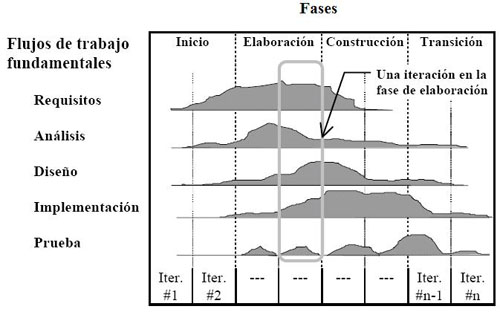 Fases
Flujos de trabajo
fundamentales
Inicio Elaboración Construcción Transición
Una iteración en la
fase de elaboración
Requisitos
Análisis
Diseño
Implementación
Prueba
Iter. Iter. --- --- --- --- Iter. Iter.
#1 #2 #n-1 #n